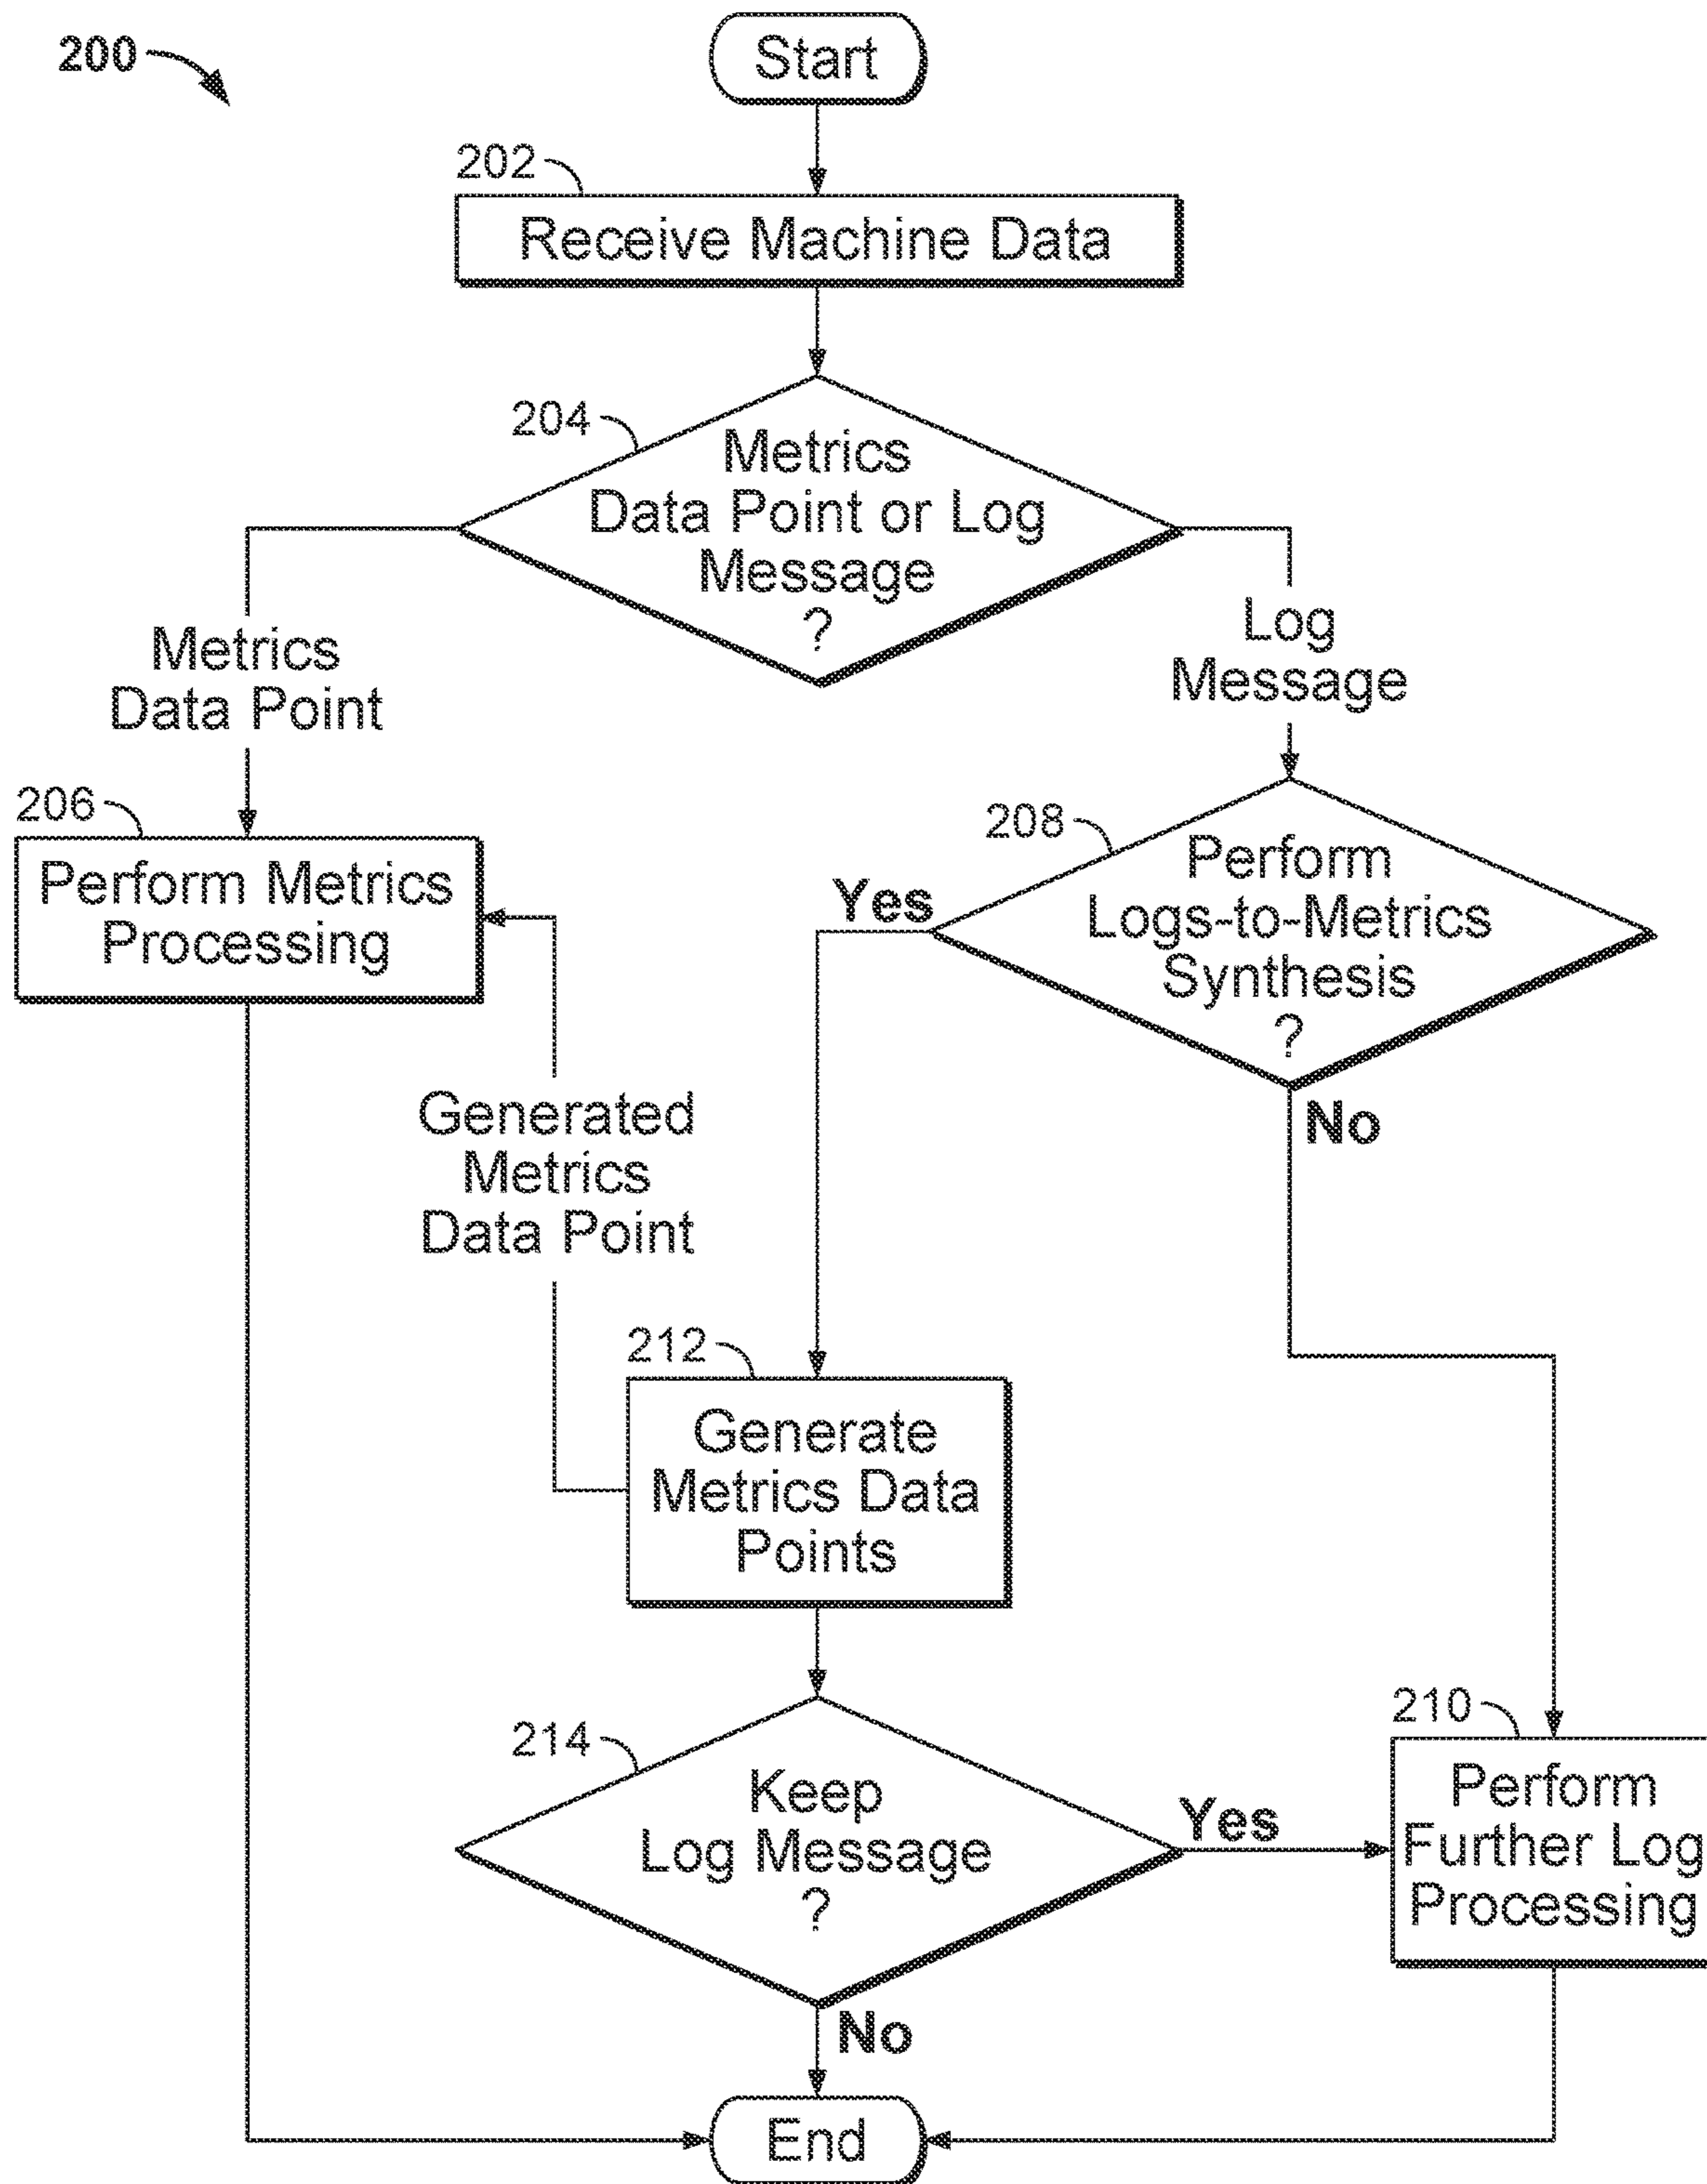 200
Start
202
Receive Machine Data
204
Metrics
Data Point or Log
Message
?
Metrics
Data Point
Log
Message
206
Perform Metrics
Processing
208
Perform
Logs-to-Metrics
Synthesis
?
Yes
No
Generated
Metrics
Data Point
212
Generate
Metrics Data
Points
214
Keep
Log Message
?
Yes
No
210
Perform
Further Log
Processing
End